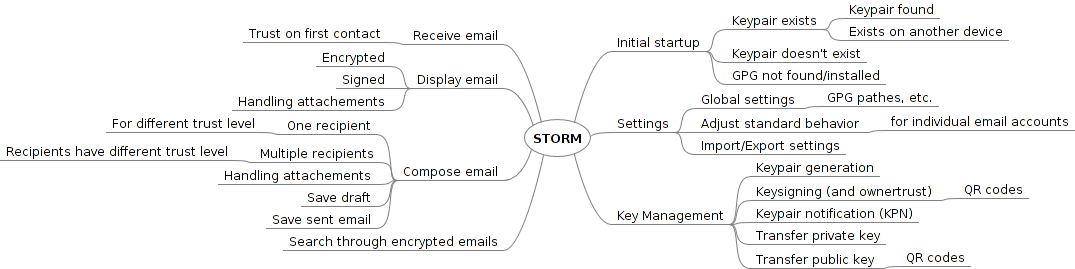 STORM
Initial startup
Keypair exists
Keypair found
Exists on another device
Keypair doesn't exist
GPG not found/installed
Settings
Global settings
GPG pathes, etc.
Adjust standard behavior
for individual email accounts
Import/Export settings
Key Management
Keypair generation
Keysigning (and ownertrust)
QR codes
Keypair notification (KPN)
Transfer private key
Transfer public key
QR codes
Receive email
Trust on first contact
Display email
Encrypted
Signed
Handling attachements
Compose email
One recipient
For different trust level
Multiple recipients
Recipients have different trust level
Handling attachements
Save draft
Save sent email
Search through encrypted emails